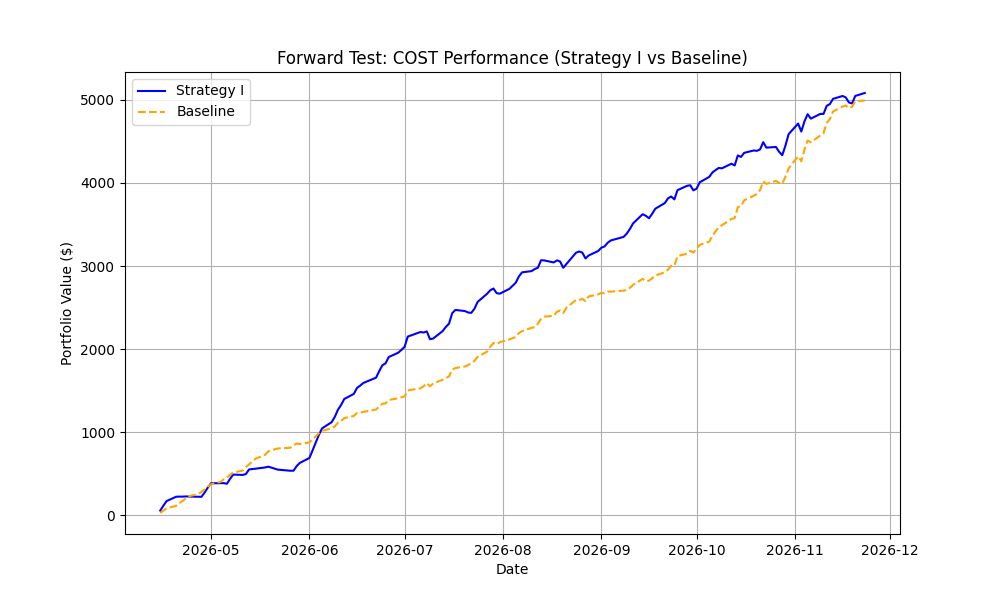 Forward Test: COST Performance (Strategy I vs Baseline)
Strategy I
Baseline
Portfolio Value ($)
5000
4000
3000
2000
1000
0
2026-05 2026-06 2026-07 2026-08 2026-09 2026-10 2026-11 2026-12
Date